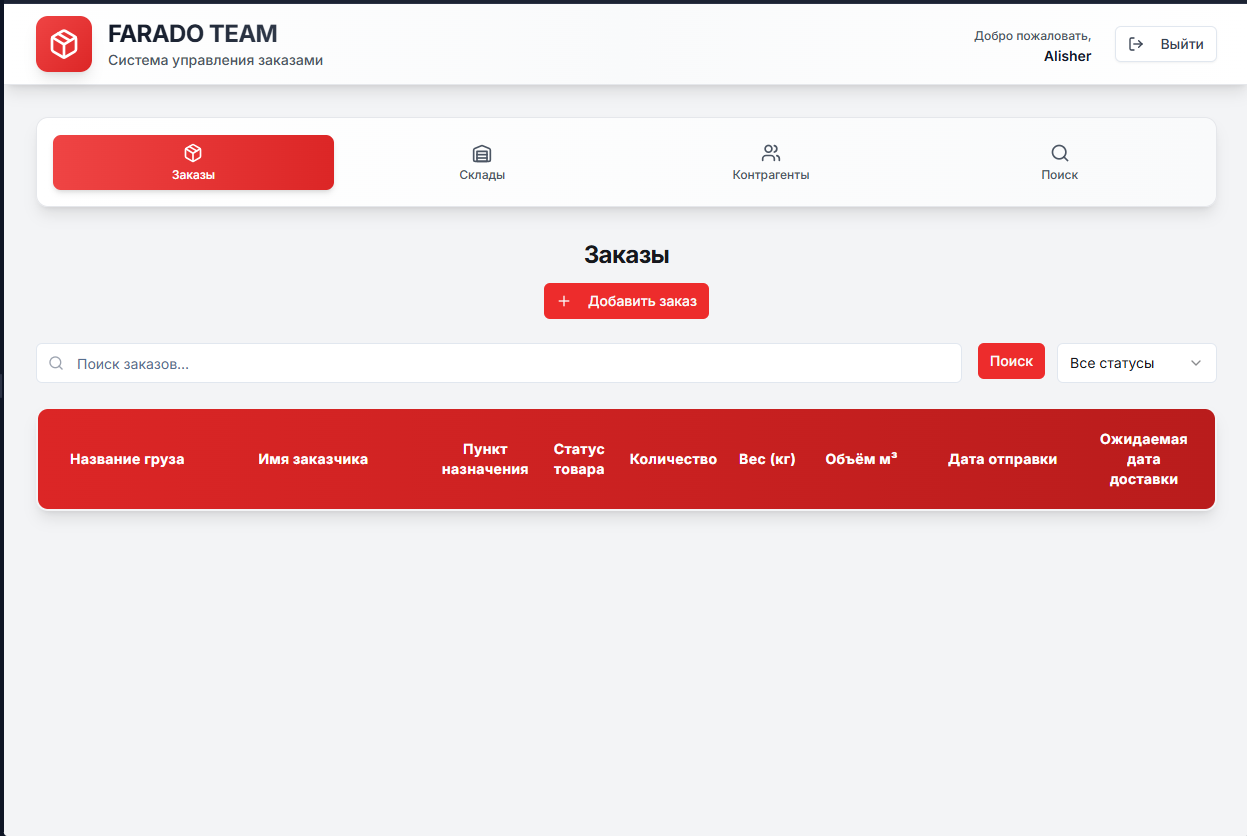 FARADO TEAM
Система управления заказами
Добро пожаловать,
Alisher
Выйти
Заказы
Склады
Контрагенты
Поиск
Заказы
Добавить заказ
Поиск заказов...
Поиск
Все статусы
Название груза
Имя заказчика
Пункт
назначения
Статус
товара
Количество
Вес (кг)
Объём м³
Дата отправки
Ожидаемая
дата
доставки